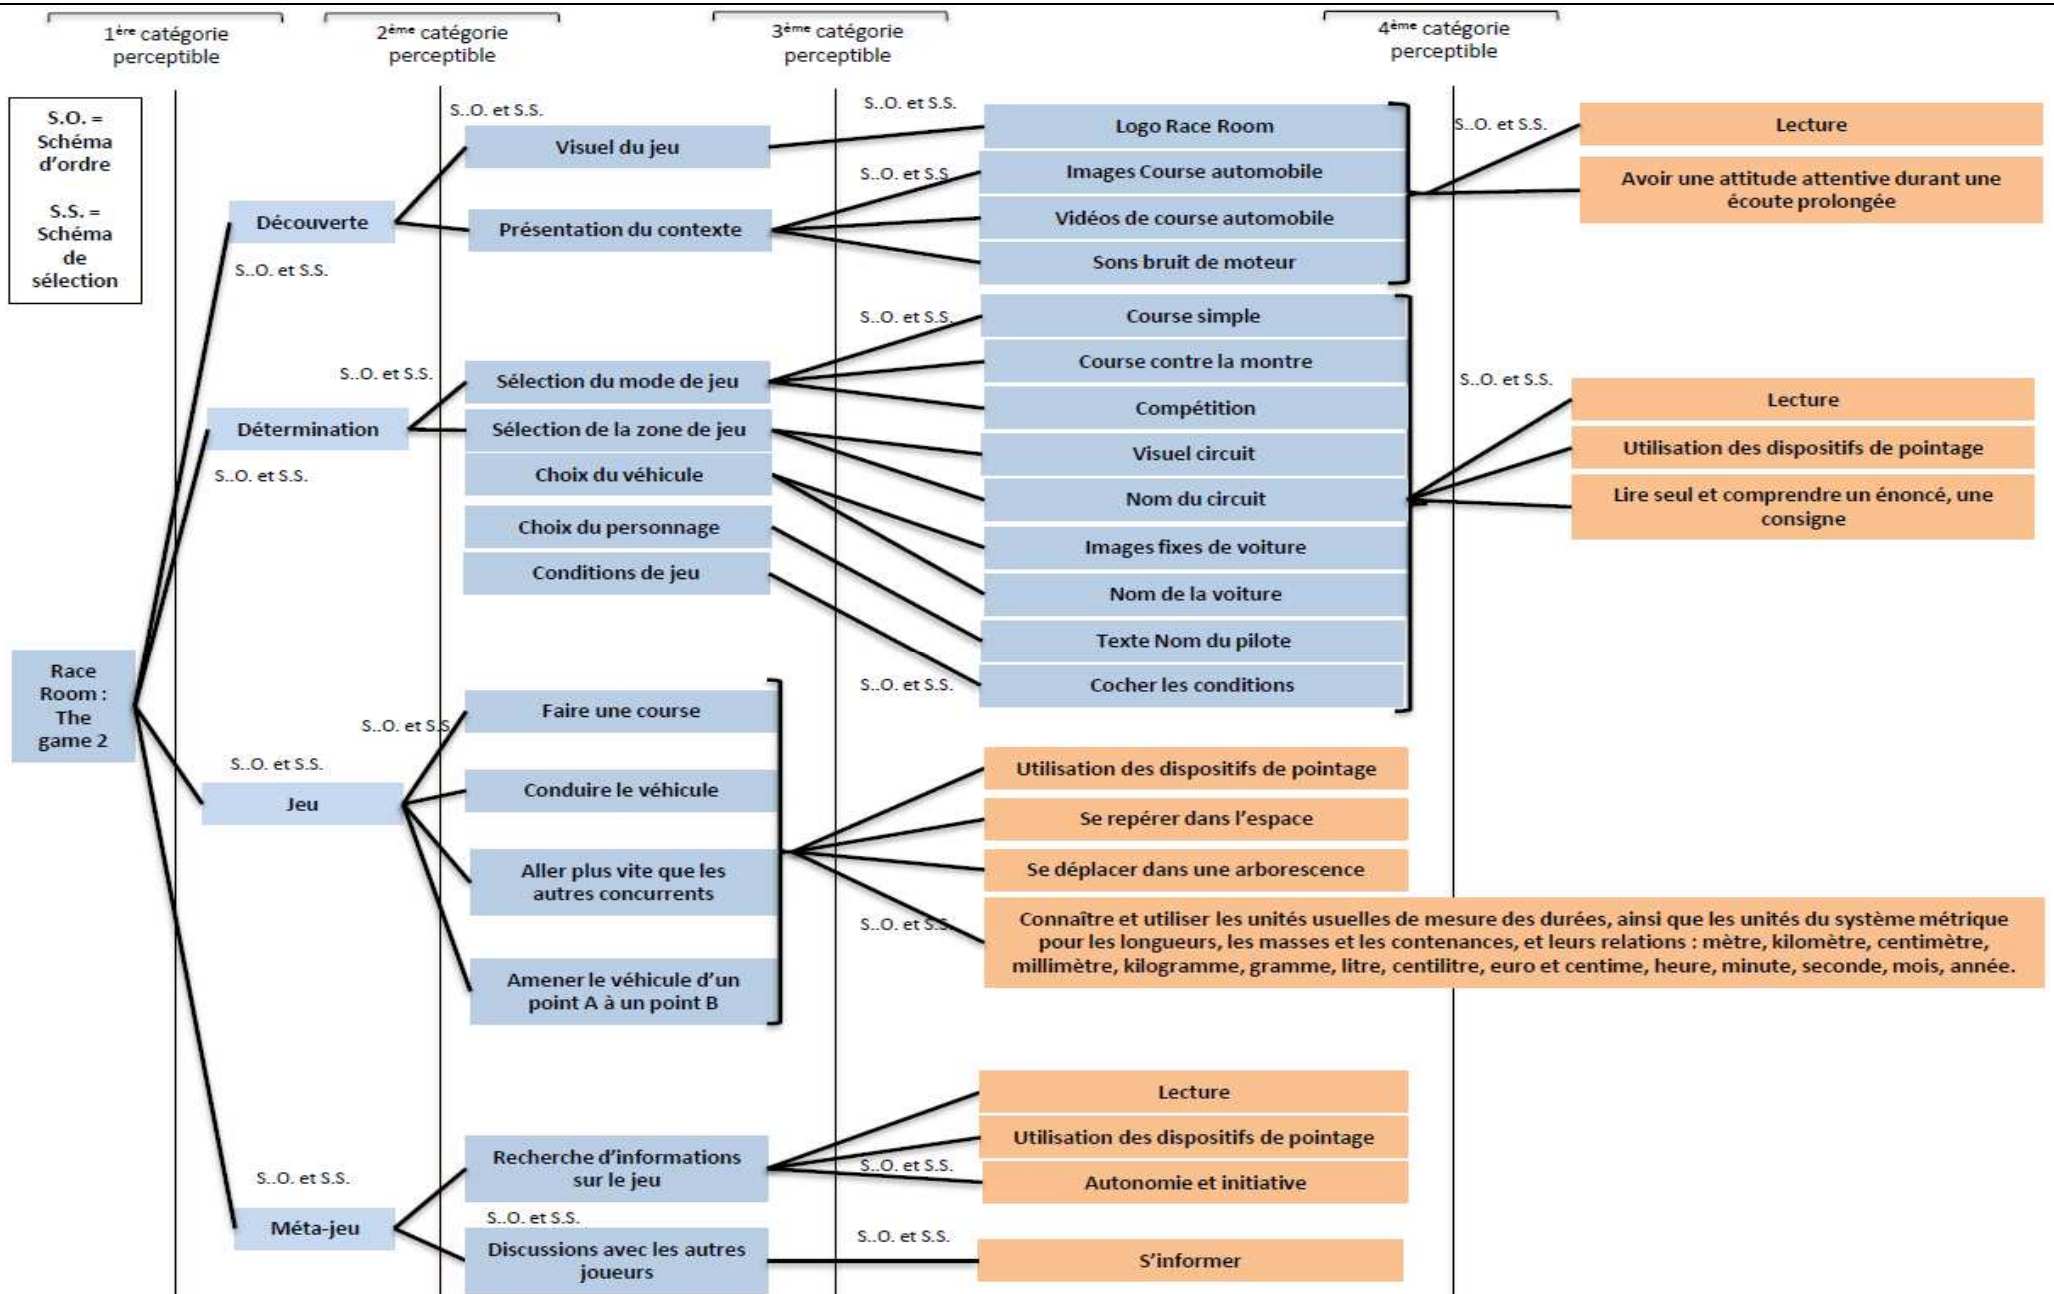 1ère catégorie
perceptible
2ème catégorie
perceptible
3ème catégorie
perceptible
4ème catégorie
perceptible
S.O. =
Schéma
d'ordre
S.S. =
Schéma
de
sélection
Race
Room :
The
game 2
S..O. et S.S.
Découverte
S..O. et S.S.
Visuel du jeu
Présentation du contexte
S..O. et S.S.
Logo Race Room
S..O. et S.S.
Images Course automobile
Vidéos de course automobile
Sons bruit de moteur
S..O. et S.S.
Lecture
Avoir une attitude attentive durant une
écoute prolongée
S..O. et S.S.
Détermination
S..O. et S.S.
Sélection du mode de jeu
Sélection de la zone de jeu
Choix du véhicule
Choix du personnage
Conditions de jeu
S..O. et S.S.
Course simple
Course contre la montre
Compétition
Visuel circuit
Nom du circuit
Images fixes de voiture
Nom de la voiture
Texte Nom du pilote
S..O. et S.S.
Cocher les conditions
S..O. et S.S.
Lecture
Utilisation des dispositifs de pointage
Lire seul et comprendre un énoncé, une
consigne
S..O. et S.S.
Jeu
S..O. et S.S
Faire une course
Conduire le véhicule
Aller plus vite que les
autres concurrents
Amener le véhicule d'un
point A à un point B
Utilisation des dispositifs de pointage
Se repérer dans l'espace
Se déplacer dans une arborescence
S..O. et S.S.
Connaître et utiliser les unités usuelles de mesure des durées, ainsi que les unités du système métrique
pour les longueurs, les masses et les contenances, et leurs relations : mètre, kilomètre, centimètre,
millimètre, kilogramme, gramme, litre, centilitre, euro et centime, heure, minute, seconde, mois, année.
S..O. et S.S.
Méta-jeu
Recherche d'informations
sur le jeu
S..O. et S.S.
Discussions avec les autres
joueurs
Lecture
Utilisation des dispositifs de pointage
S..O. et S.S.
Autonomie et initiative
S..O. et S.S.
S'informer